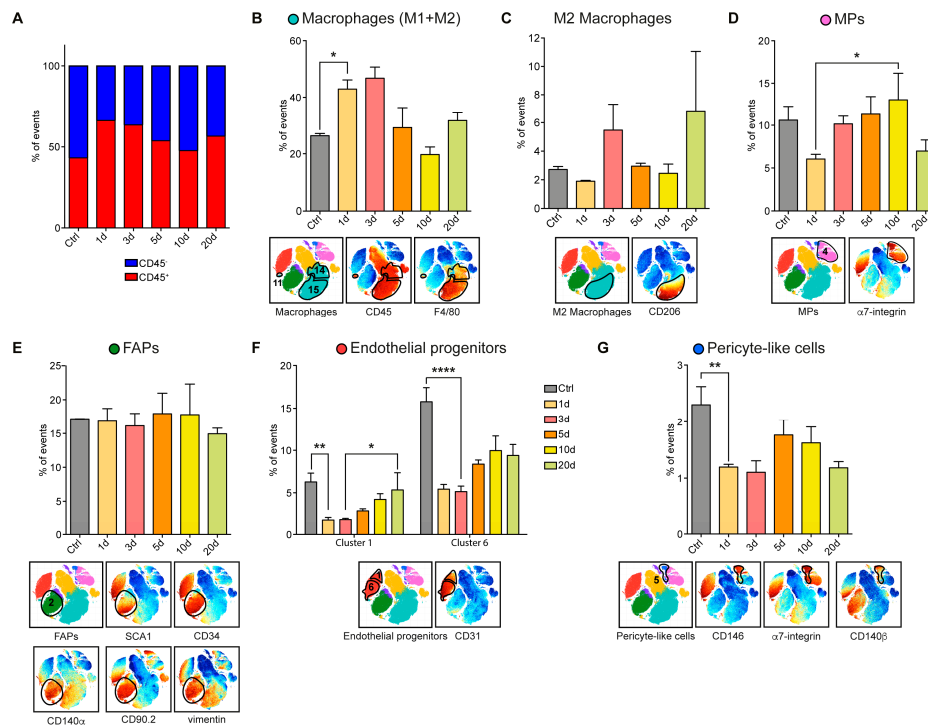 A
% of events
100
50
0
Ctrl 1d 3d 5d 10d 20d
CD45-
CD45+
B
Macrophages (M1+M2)
% of events
60
40
20
0
*
Ctrl 1d 3d 5d 10d 20d
11 14 15
Macrophages CD45 F4/80
C
M2 Macrophages
% of events
12
10
8
6
4
2
0
Ctrl 1d 3d 5d 10d 20d
M2 Macrophages CD206
D
MPs
% of events
20
15
10
5
0
*
Ctrl 1d 3d 5d 10d 20d
4
MPs α7-integrin
E
FAPs
% of events
25
20
15
10
5
0
Ctrl 1d 3d 5d 10d 20d
2
FAPs SCA1 CD34
CD140α CD90.2 vimentin
F
Endothelial progenitors
% of events
20
15
10
5
0
** * ****
Cluster 1 Cluster 6
6
Endothelial progenitors CD31
Ctrl
1d
3d
5d
10d
20d
G
Pericyte-like cells
% of events
3
2
1
0
**
Ctrl 1d 3d 5d 10d 20d
5
Pericyte-like cells CD146 α7-integrin CD140β